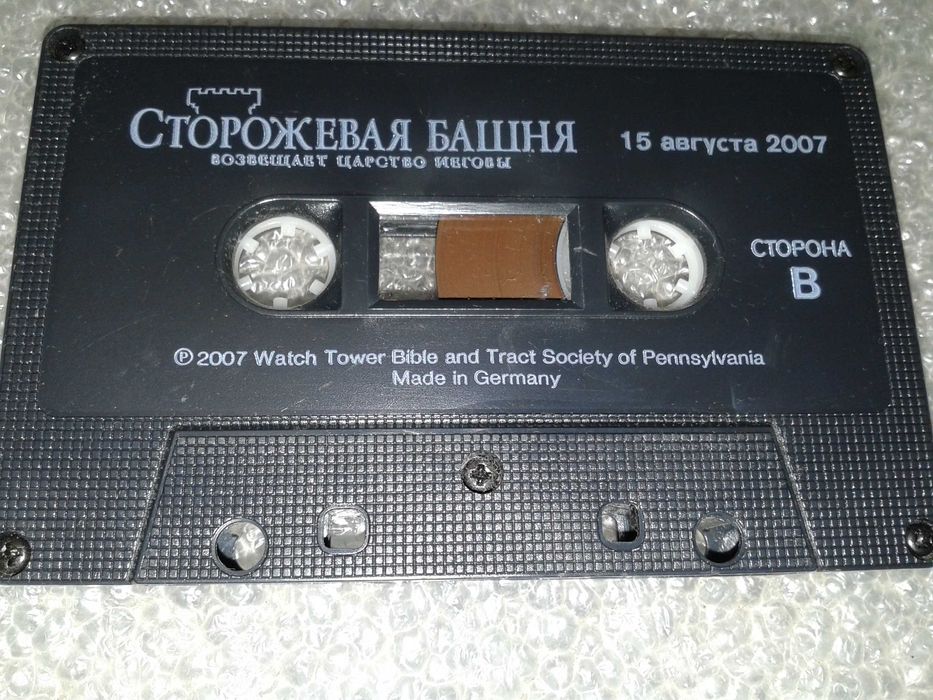 СТОРОЖЕВАЯ БАШНЯ
ВОЗВЕЩАЕТ ЦАРСТВО ИЕГОВЫ
15 августа 2007
СТОРОНА
B
℗ 2007 Watch Tower Bible and Tract Society of Pennsylvania
Made in Germany